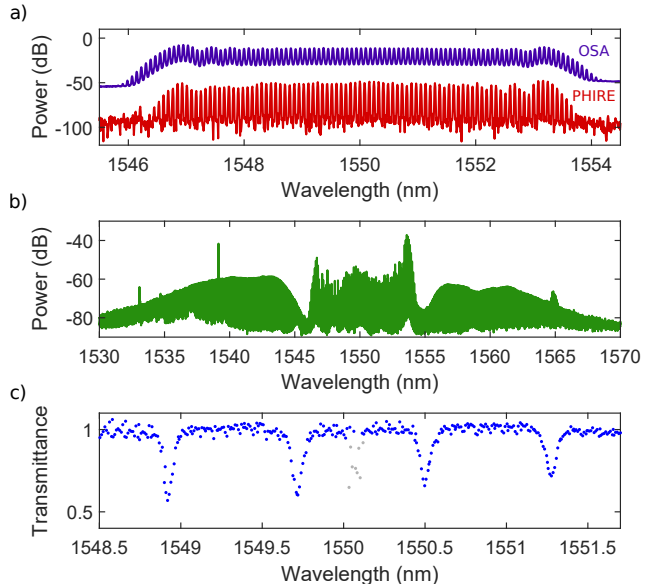 a)
Power (dB)
0
-50
-100
OSA
PHIRE
1546 1548 1550 1552 1554
Wavelength (nm)
b)
Power (dB)
-40
-60
-80
1530 1535 1540 1545 1550 1555 1560 1565 1570
Wavelength (nm)
c)
Transmittance
1
0.5
1548.5 1549 1549.5 1550 1550.5 1551 1551.5
Wavelength (nm)